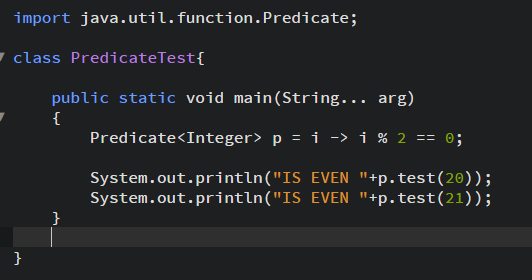 import java.util.function.Predicate;
class PredicateTest{
public static void main(String... arg)
{
Predicate<Integer> p = i -> i % 2 == 0;
System.out.println("IS EVEN "+p.test(20));
System.out.println("IS EVEN "+p.test(21));
}
}